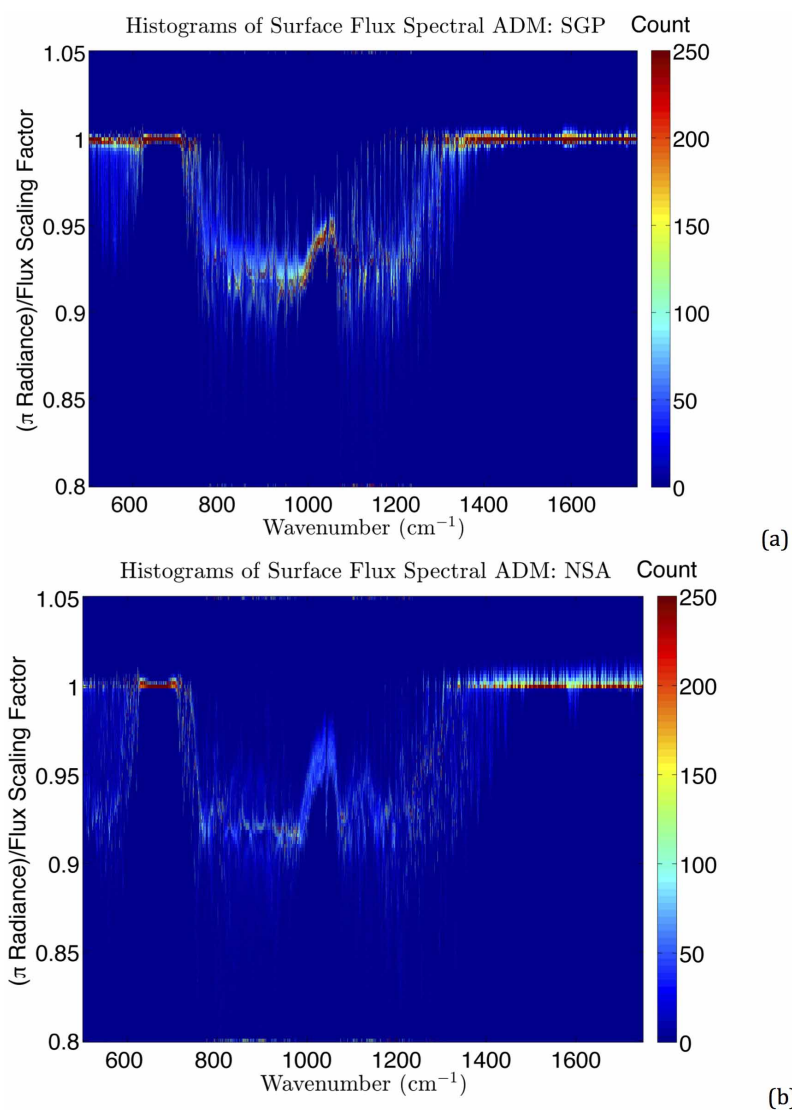 Histograms of Surface Flux Spectral ADM: SGP
Count
(π Radiance)/Flux Scaling Factor
1.05
1
0.95
0.9
0.85
0.8
600 800 1000 1200 1400 1600
Wavenumber (cm⁻¹)
250
200
150
100
50
0
(a)
Histograms of Surface Flux Spectral ADM: NSA
Count
(π Radiance)/Flux Scaling Factor
1.05
1
0.95
0.9
0.85
0.8
600 800 1000 1200 1400 1600
Wavenumber (cm⁻¹)
250
200
150
100
50
0
(b)